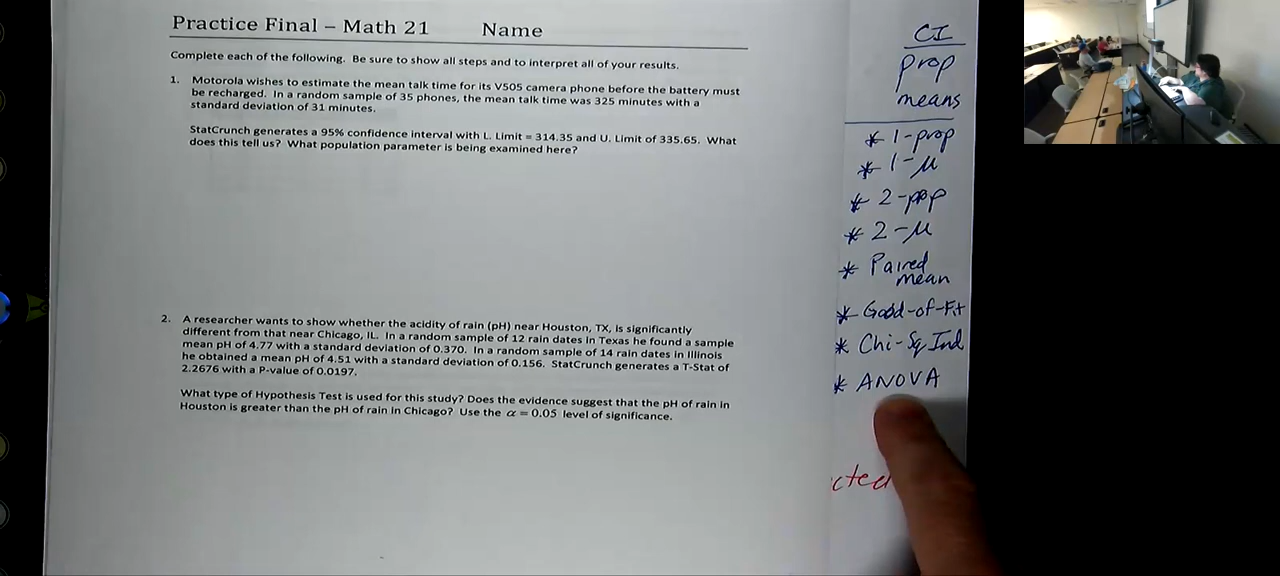 Practice Final – Math 21 Name
Complete each of the following. Be sure to show all steps and to interpret all of your results.
1. Motorola wishes to estimate the mean talk time for its V505 camera phone before the battery must
be recharged. In a random sample of 35 phones, the mean talk time was 325 minutes with a
standard deviation of 31 minutes.
StatCrunch generates a 95% confidence interval with L. Limit = 314.35 and U. Limit of 335.65. What
does this tell us? What population parameter is being examined here?
2. A researcher wants to show whether the acidity of rain (pH) near Houston, TX, is significantly
different from that near Chicago, IL. In a random sample of 12 rain dates in Texas he found a sample
mean pH of 4.77 with a standard deviation of 0.370. In a random sample of 14 rain dates in Illinois
he obtained a mean pH of 4.51 with a standard deviation of 0.156. StatCrunch generates a T-Stat of
2.2676 with a P-value of 0.0197.
What type of Hypothesis Test is used for this study? Does the evidence suggest that the pH of rain in
Houston is greater than the pH of rain in Chicago? Use the α = 0.05 level of significance.
CI
prop
means
* 1-prop
* 1-μ
* 2-prop
* 2-μ
* Paired
mean
* Good-of-Fit
* Chi-Sq Ind
* ANOVA
cted